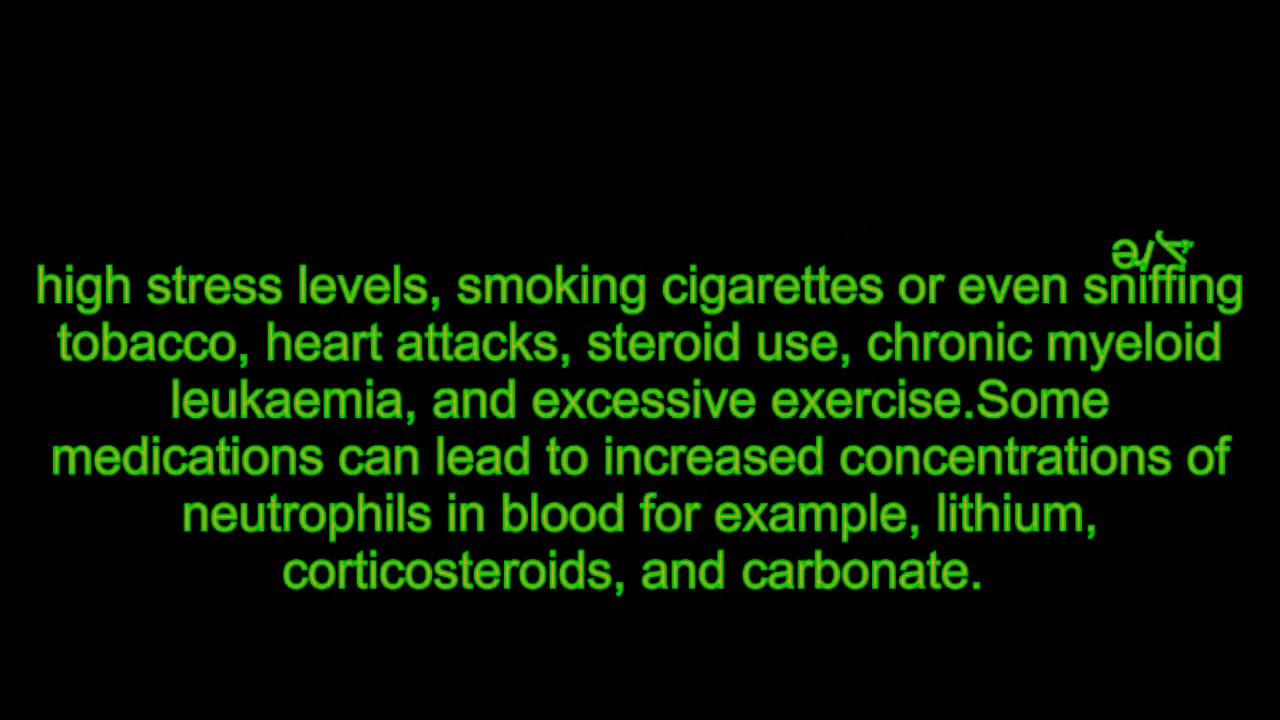 high stress levels, smoking cigarettes or even sniffing
tobacco, heart attacks, steroid use, chronic myeloid
leukaemia, and excessive exercise.Some
medications can lead to increased concentrations of
neutrophils in blood for example, lithium,
corticosteroids, and carbonate.